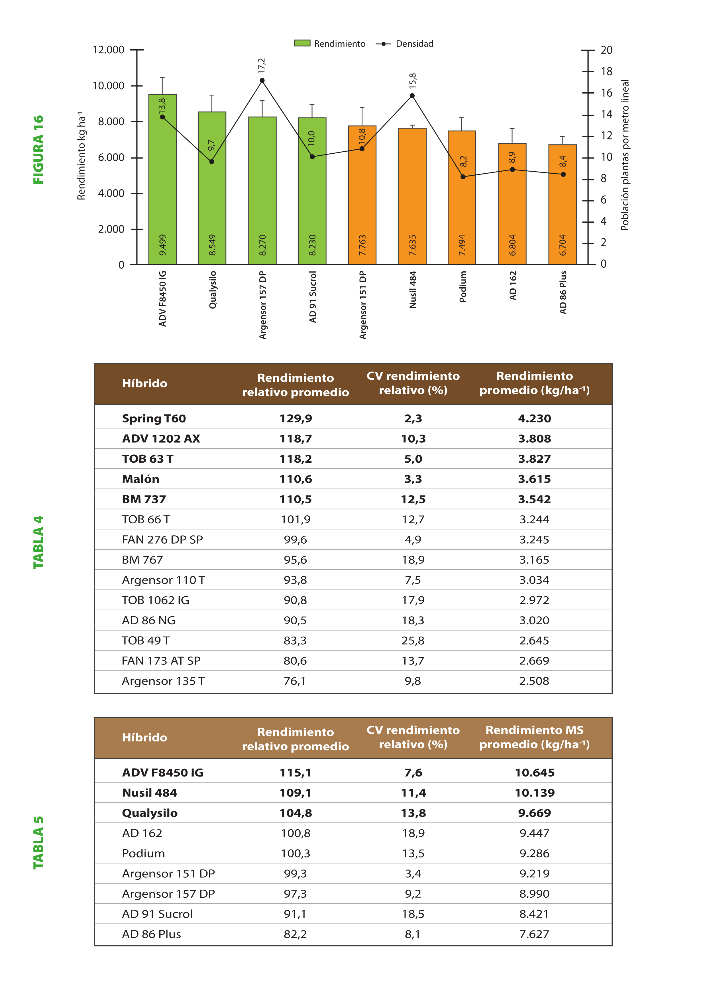 FIGURA 16
Rendimiento Densidad
Rendimiento kg ha-1
12.000
10.000
8.000
6.000
4.000
2.000
0
13,8
9,7
17,2
10,0
10,8
15,8
8,2
8,9
8,4
9.499
8.549
8.270
8.230
7.763
7.635
7.494
6.804
6.704
20
18
16
14
12
10
8
6
4
2
0
Población plantas por metro lineal
ADV F8450 IG
Qualysilo
Argensor 157 DP
AD 91 Sucrol
Argensor 151 DP
Nusil 484
Podium
AD 162
AD 86 Plus
TABLA 4
Híbrido Rendimiento relativo promedio CV rendimiento relativo (%) Rendimiento promedio (kg/ha-1)
Spring T60 129,9 2,3 4.230
ADV 1202 AX 118,7 10,3 3.808
TOB 63 T 118,2 5,0 3.827
Malón 110,6 3,3 3.615
BM 737 110,5 12,5 3.542
TOB 66 T 101,9 12,7 3.244
FAN 276 DP SP 99,6 4,9 3.245
BM 767 95,6 18,9 3.165
Argensor 110 T 93,8 7,5 3.034
TOB 1062 IG 90,8 17,9 2.972
AD 86 NG 90,5 18,3 3.020
TOB 49 T 83,3 25,8 2.645
FAN 173 AT SP 80,6 13,7 2.669
Argensor 135 T 76,1 9,8 2.508
TABLA 5
Híbrido Rendimiento relativo promedio CV rendimiento relativo (%) Rendimiento MS promedio (kg/ha-1)
ADV F8450 IG 115,1 7,6 10.645
Nusil 484 109,1 11,4 10.139
Qualysilo 104,8 13,8 9.669
AD 162 100,8 18,9 9.447
Podium 100,3 13,5 9.286
Argensor 151 DP 99,3 3,4 9.219
Argensor 157 DP 97,3 9,2 8.990
AD 91 Sucrol 91,1 18,5 8.421
AD 86 Plus 82,2 8,1 7.627